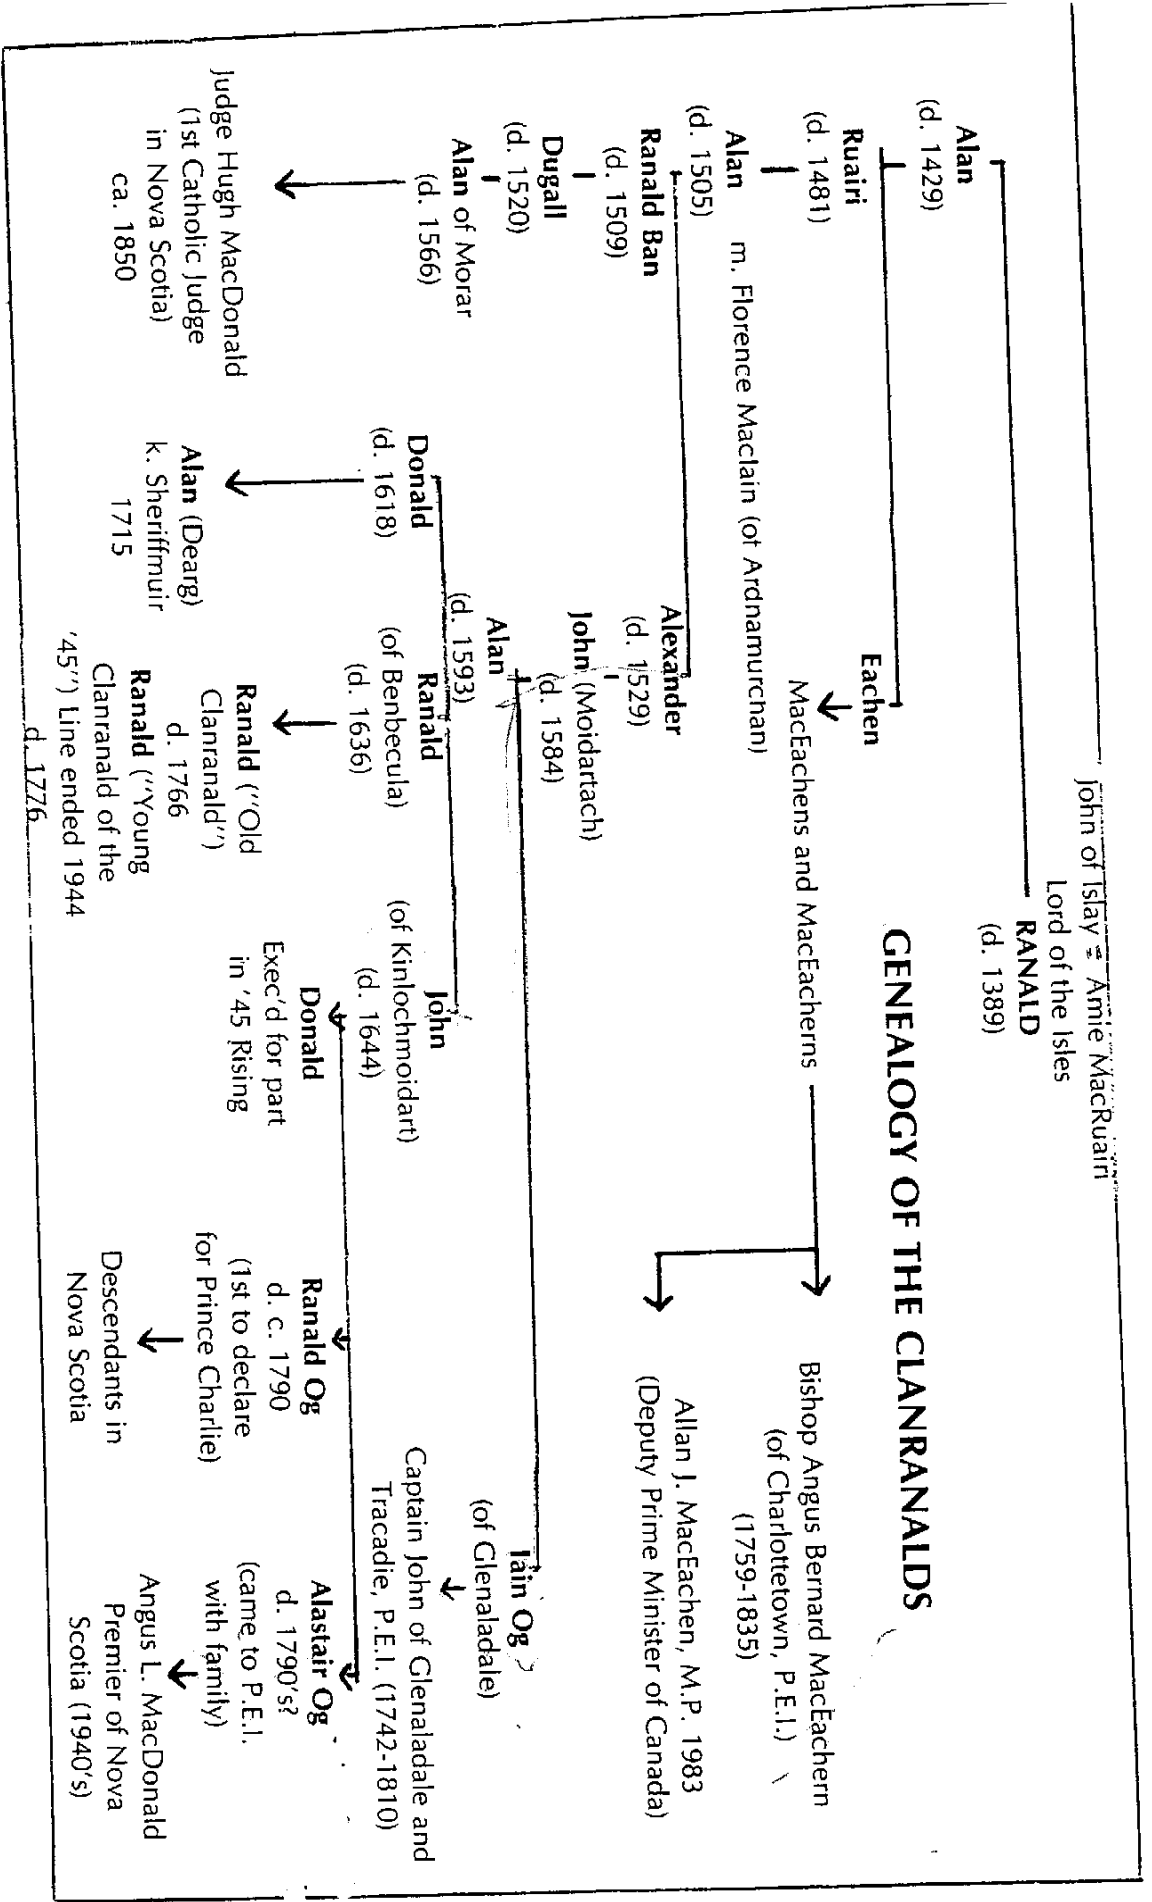 John of Islay = Amie MacRuairi
Lord of the Isles
RANALD
(d. 1389)
GENEALOGY OF THE CLANRANALDS
Alan
(d. 1429)
Ruairi
(d. 1481)
Eachen
MacEachens and MacEacherns
Bishop Angus Bernard MacEachern
(of Charlottetown, P.E.I.)
(1759-1835)
Allan J. MacEachen, M.P. 1983
(Deputy Prime Minister of Canada)
Alan m. Florence MacIain (of Ardnamurchan)
(d. 1505)
Ranald Ban
(d. 1509)
Alexander
(d. 1529)
Dugall
(d. 1520)
John (Moidartach)
(d. 1584)
Alan of Morar
(d. 1566)
Alan
(d. 1593)
Iain Og
(of Glenaladale)
Captain John of Glenaladale and
Tracadie, P.E.I. (1742-1810)
Donald
(d. 1618)
Ranald
(of Benbecula)
(d. 1636)
John
(of Kinlochmoidart)
(d. 1644)
Judge Hugh MacDonald
(1st Catholic Judge
in Nova Scotia)
ca. 1850
Alan (Dearg)
k. Sheriffmuir
1715
Ranald ("Old
Clanranald")
d. 1766
Ranald ("Young
Clanranald of the
'45") Line ended 1944
d. 1776
Donald
Exec'd for part
in '45 Rising
Ranald Og
d. c. 1790
(1st to declare
for Prince Charlie)
Descendants in
Nova Scotia
Alastair Og
d. 1790's?
(came to P.E.I.
with family)
Angus L. MacDonald
Premier of Nova
Scotia (1940's)